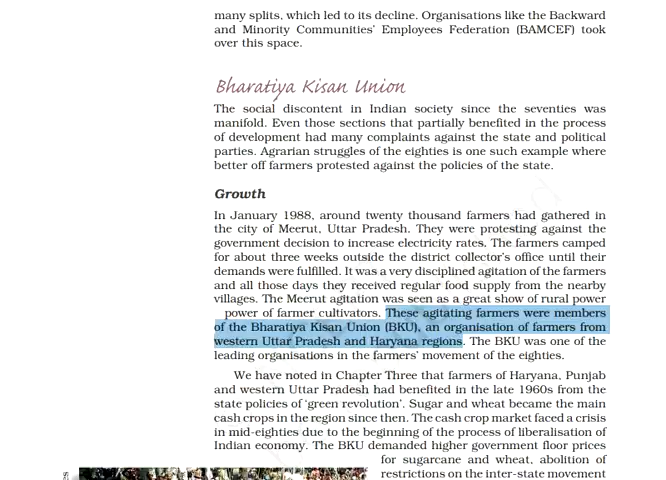 many splits, which led to its decline. Organisations like the Backward
and Minority Communities' Employees Federation (BAMCEF) took
over this space.
Bharatiya Kisan Union
The social discontent in Indian society since the seventies was
manifold. Even those sections that partially benefited in the process
of development had many complaints against the state and political
parties. Agrarian struggles of the eighties is one such example where
better off farmers protested against the policies of the state.
Growth
In January 1988, around twenty thousand farmers had gathered in
the city of Meerut, Uttar Pradesh. They were protesting against the
government decision to increase electricity rates. The farmers camped
for about three weeks outside the district collector's office until their
demands were fulfilled. It was a very disciplined agitation of the farmers
and all those days they received regular food supply from the nearby
villages. The Meerut agitation was seen as a great show of rural power
power of farmer cultivators. These agitating farmers were members
of the Bharatiya Kisan Union (BKU), an organisation of farmers from
western Uttar Pradesh and Haryana regions. The BKU was one of the
leading organisations in the farmers' movement of the eighties.
We have noted in Chapter Three that farmers of Haryana, Punjab
and western Uttar Pradesh had benefited in the late 1960s from the
state policies of 'green revolution'. Sugar and wheat became the main
cash crops in the region since then. The cash crop market faced a crisis
in mid-eighties due to the beginning of the process of liberalisation of
Indian economy. The BKU demanded higher government floor prices
for sugarcane and wheat, abolition of
restrictions on the inter-state movement